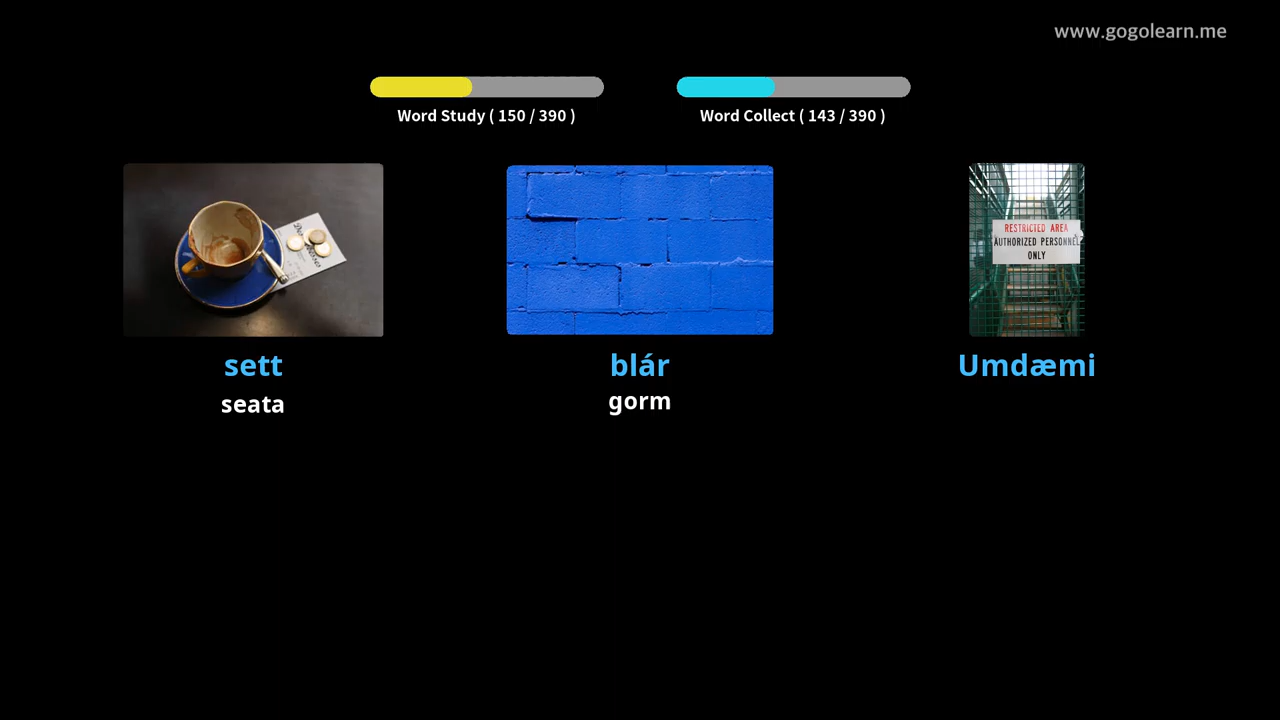 www.gogolearn.me
Word Study ( 150 / 390 )
Word Collect ( 143 / 390 )
RESTRICTED AREA
AUTHORIZED PERSONNEL
ONLY
sett
blár
Umdæmi
seata
gorm